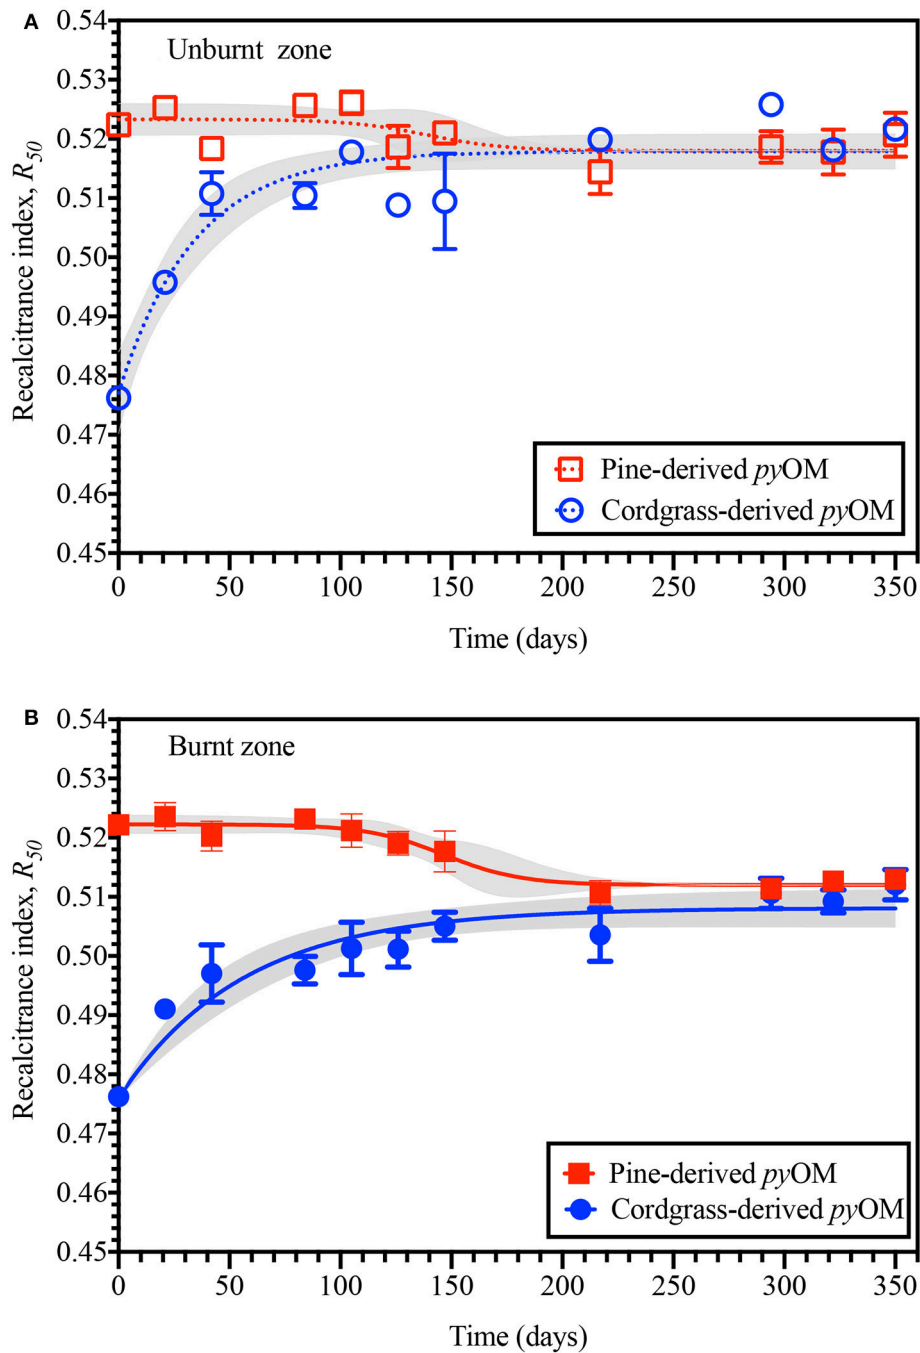 A
Unburnt zone
0.54
0.53
0.52
0.51
0.50
0.49
0.48
0.47
0.46
0.45
Recalcitrance index, R50
Pine-derived pyOM
Cordgrass-derived pyOM
0 50 100 150 200 250 300 350
Time (days)
B
Burnt zone
0.54
0.53
0.52
0.51
0.50
0.49
0.48
0.47
0.46
0.45
Recalcitrance index, R50
Pine-derived pyOM
Cordgrass-derived pyOM
0 50 100 150 200 250 300 350
Time (days)